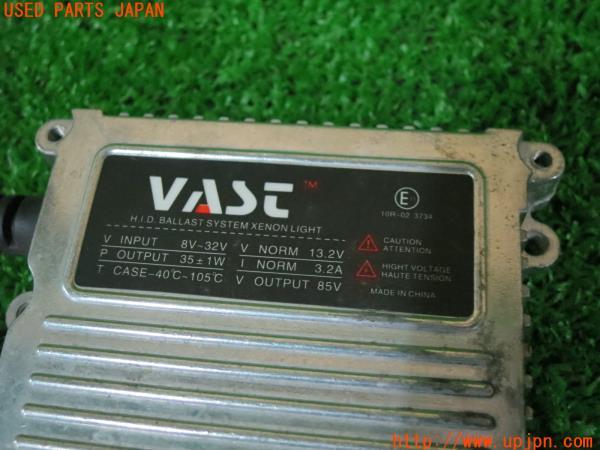 USED PARTS JAPAN
VAST TM
H.I.D. BALLAST SYSTEM XENON LIGHT
V INPUT 8V~32V V NORM 13.2V
P OUTPUT 35±1W I NORM 3.2A
T CASE-40℃~105℃ V OUTPUT 85V
E
10R-02 3734
CAUTION
ATTENTION
HIGHT VOLTAGE
HAUTE TENSION
MADE IN CHINA
http://www.upjpn.com/